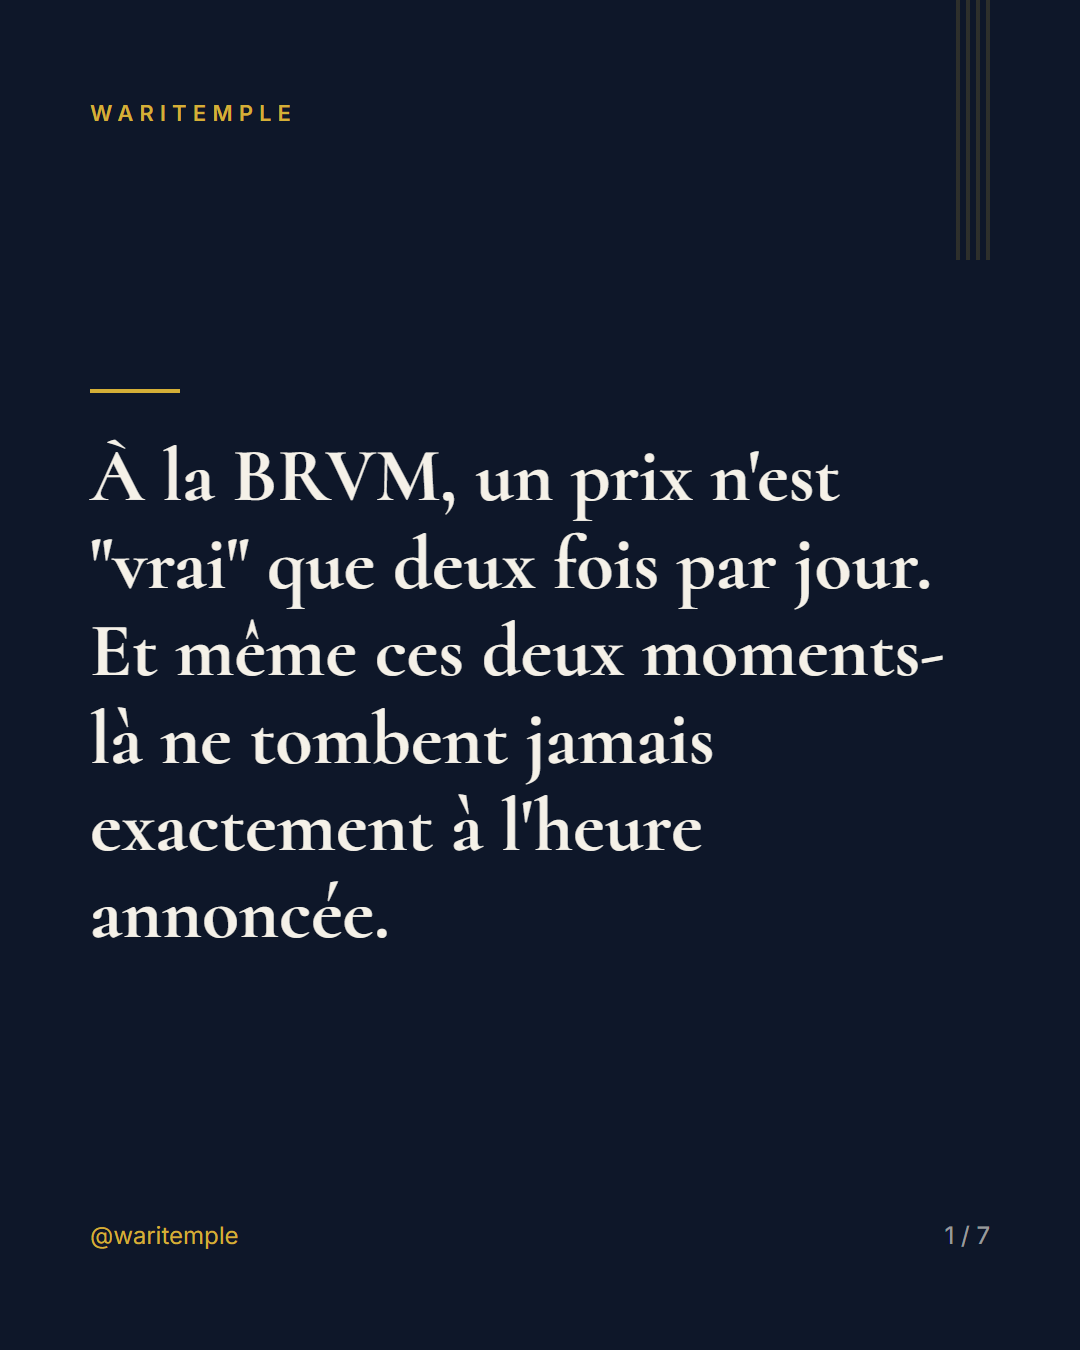 WARITEMPLE
À la BRVM, un prix n'est
"vrai" que deux fois par jour.
Et même ces deux moments-
là ne tombent jamais
exactement à l'heure
annoncée.
@waritemple
1 / 7